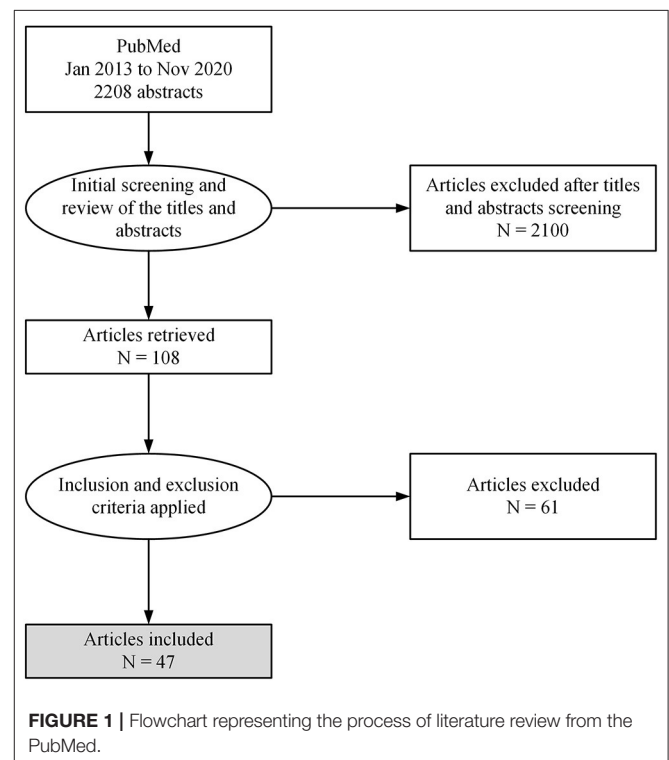 PubMed
Jan 2013 to Nov 2020
2208 abstracts
Initial screening and
review of the titles and
abstracts
Articles excluded after titles
and abstracts screening
N = 2100
Articles retrieved
N = 108
Inclusion and exclusion
criteria applied
Articles excluded
N = 61
Articles included
N = 47
FIGURE 1 | Flowchart representing the process of literature review from the
PubMed.